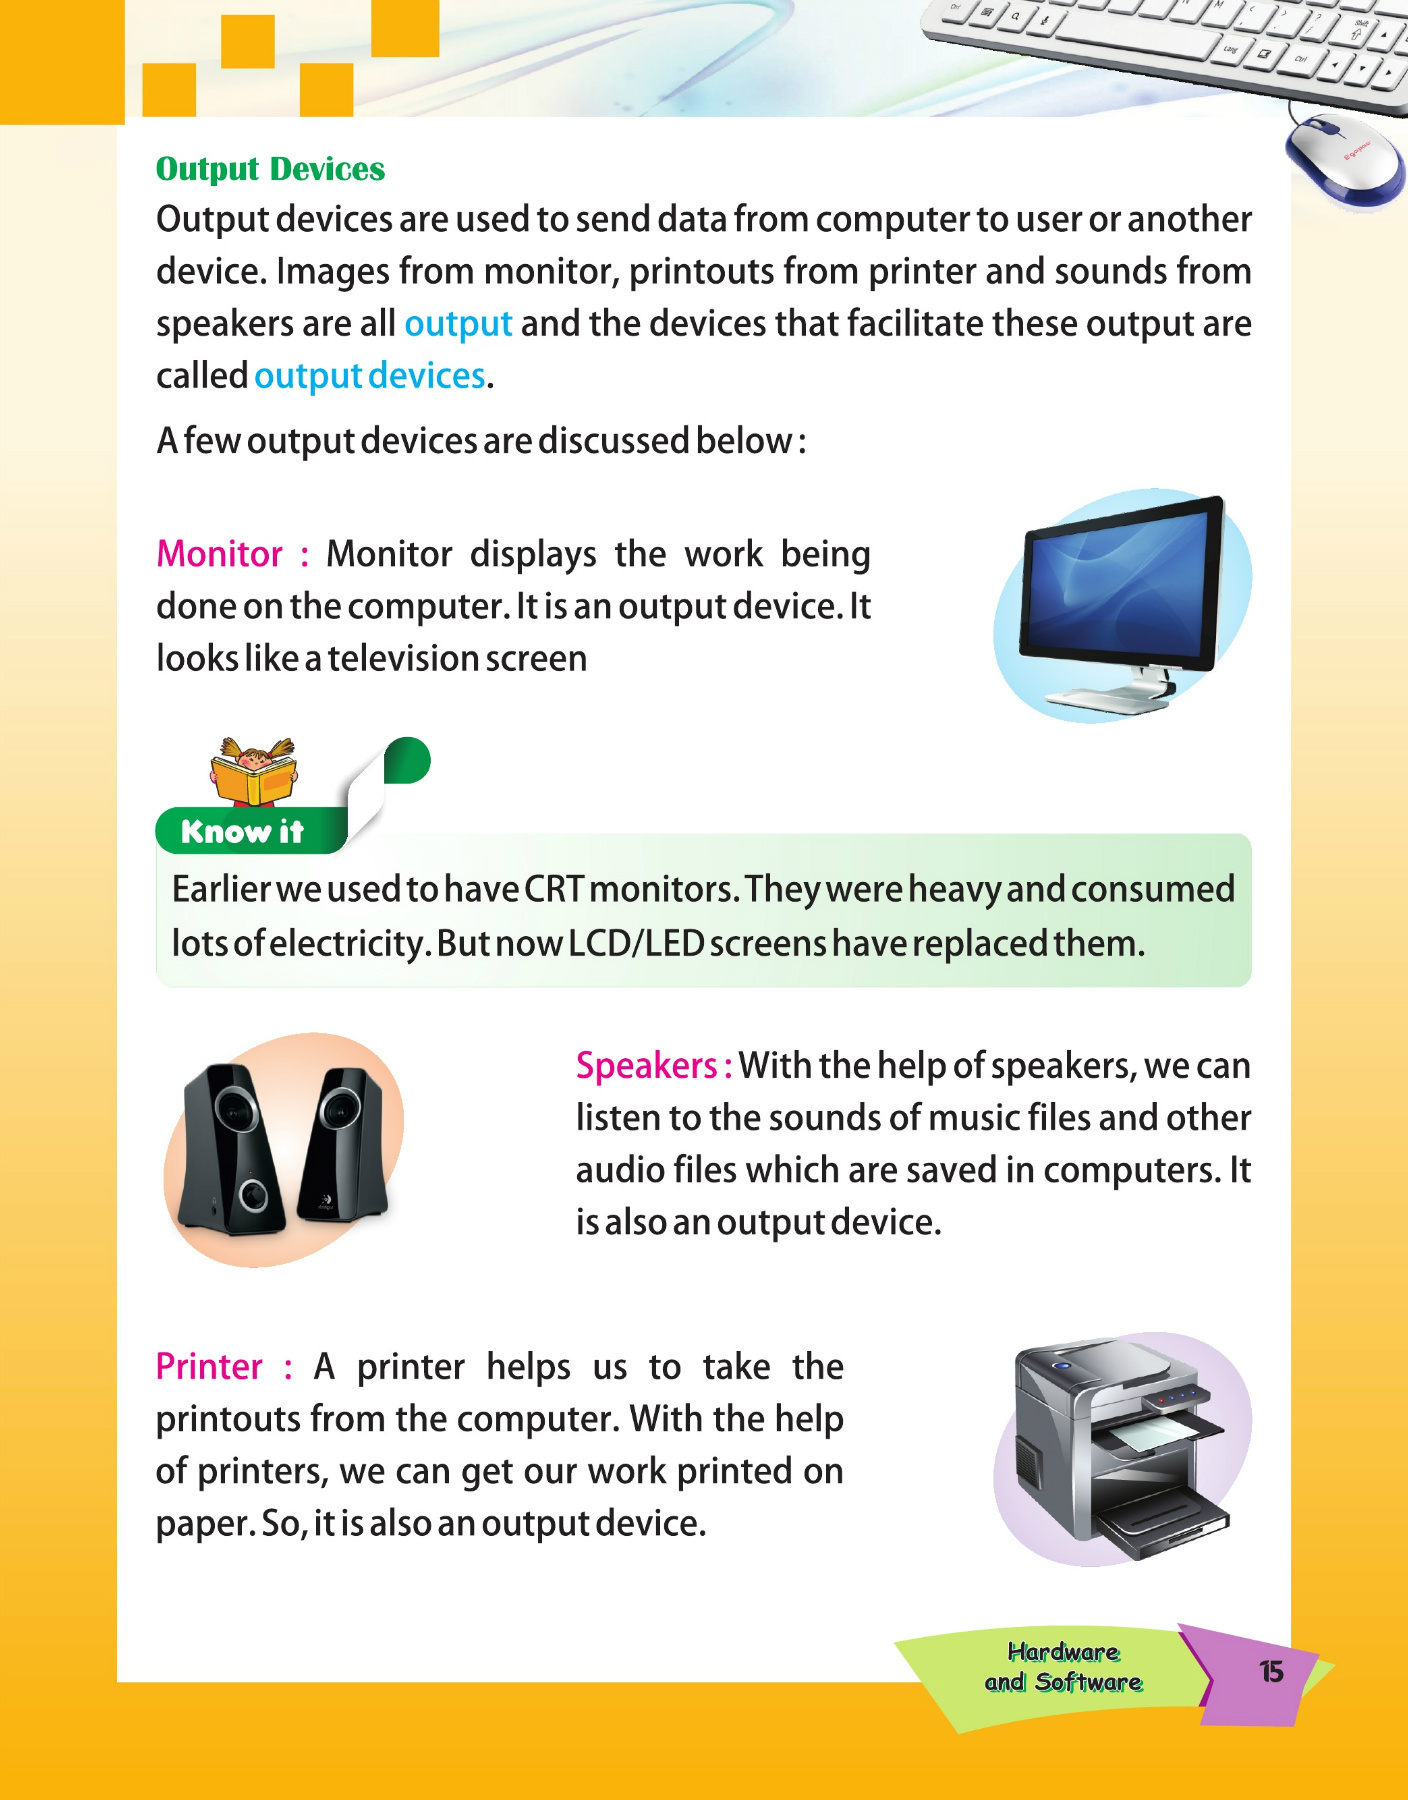 Output Devices
Output devices are used to send data from computer to user or another
device. Images from monitor, printouts from printer and sounds from
speakers are all output and the devices that facilitate these output are
called output devices.
A few output devices are discussed below :
Monitor : Monitor displays the work being
done on the computer. It is an output device. It
looks like a television screen
Know it
Earlier we used to have CRT monitors. They were heavy and consumed
lots of electricity. But now LCD/LED screens have replaced them.
Speakers : With the help of speakers, we can
listen to the sounds of music files and other
audio files which are saved in computers. It
is also an output device.
Printer : A printer helps us to take the
printouts from the computer. With the help
of printers, we can get our work printed on
paper. So, it is also an output device.
Hardware
and Software
15